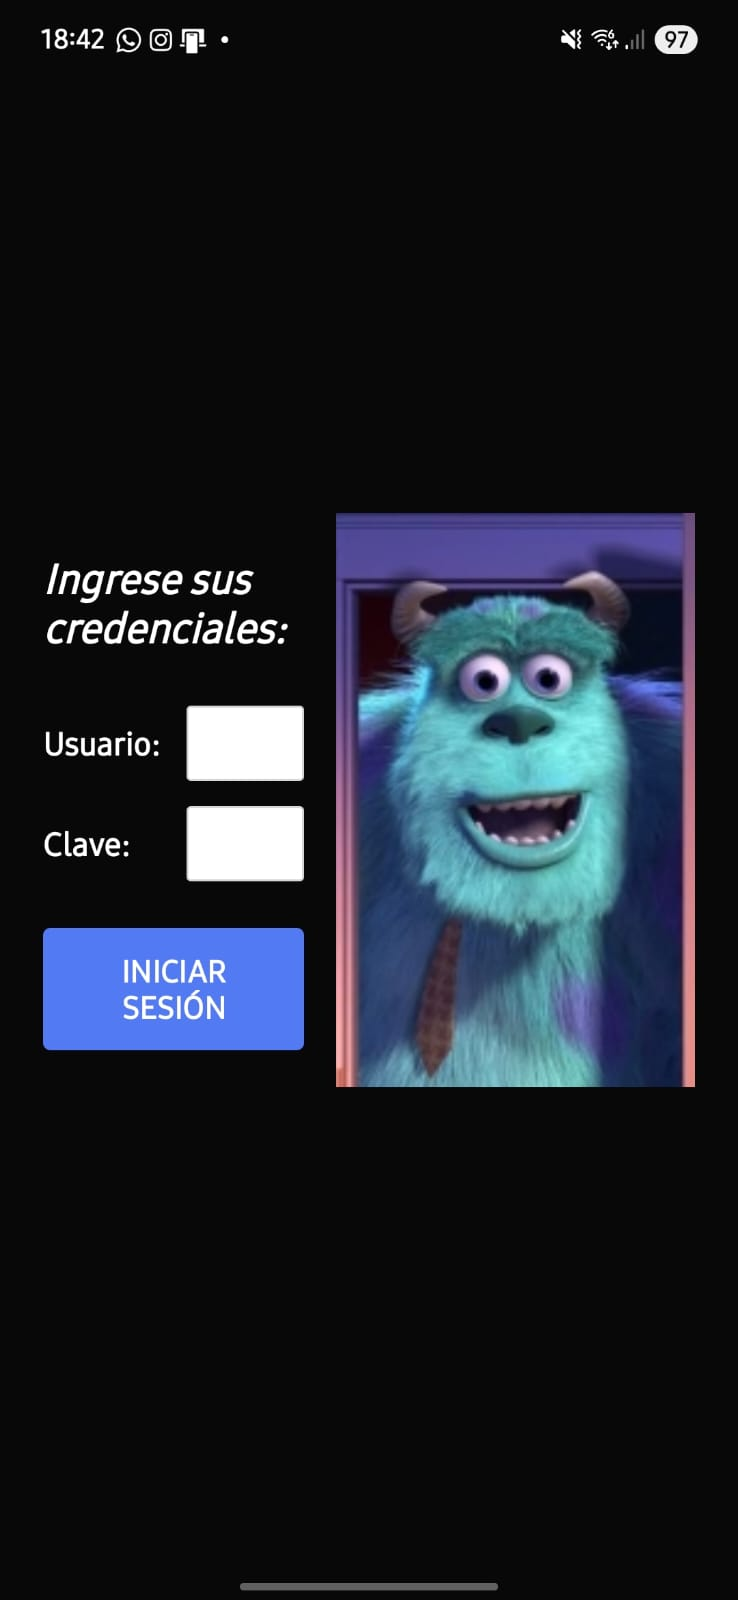 18:42
97
Ingrese sus
credenciales:
Usuario:
Clave:
INICIAR
SESIÓN